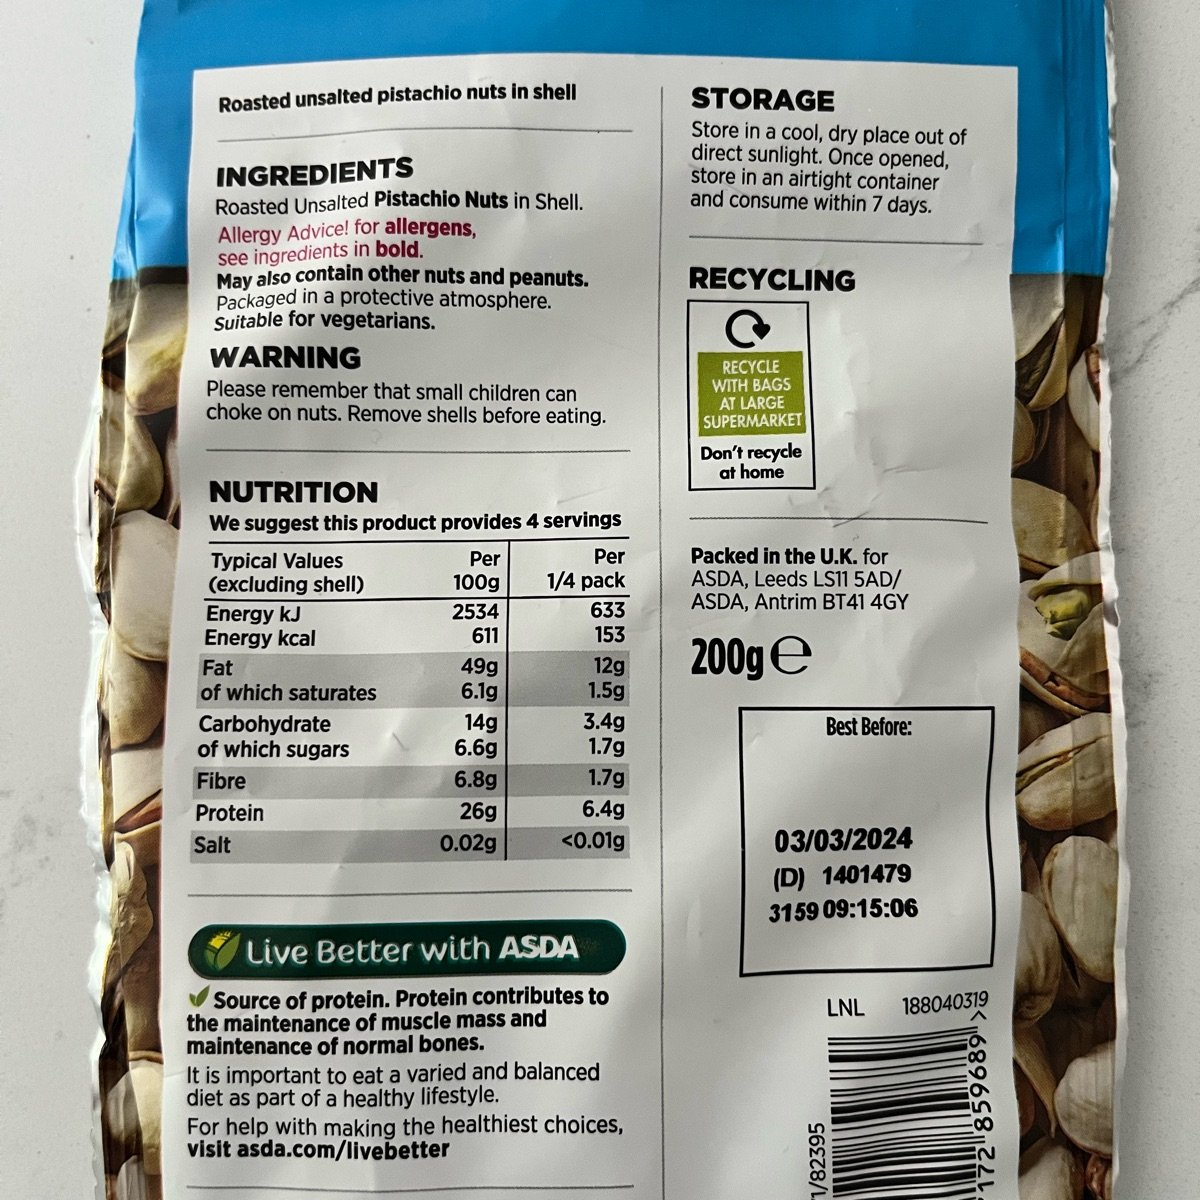 Roasted unsalted pistachio nuts in shell
INGREDIENTS
Roasted Unsalted Pistachio Nuts in Shell.
Allergy Advice! for allergens,
see ingredients in bold.
May also contain other nuts and peanuts.
Packaged in a protective atmosphere.
Suitable for vegetarians.
WARNING
Please remember that small children can
choke on nuts. Remove shells before eating.
NUTRITION
We suggest this product provides 4 servings
Typical Values (excluding shell) Per 100g Per 1/4 pack
Energy kJ 2534 633
Energy kcal 611 153
Fat 49g 12g
of which saturates 6.1g 1.5g
Carbohydrate 14g 3.4g
of which sugars 6.6g 1.7g
Fibre 6.8g 1.7g
Protein 26g 6.4g
Salt 0.02g <0.01g
Live Better with ASDA
Source of protein. Protein contributes to
the maintenance of muscle mass and
maintenance of normal bones.
It is important to eat a varied and balanced
diet as part of a healthy lifestyle.
For help with making the healthiest choices,
visit asda.com/livebetter
STORAGE
Store in a cool, dry place out of
direct sunlight. Once opened,
store in an airtight container
and consume within 7 days.
RECYCLING
RECYCLE
WITH BAGS
AT LARGE
SUPERMARKET
Don't recycle
at home
Packed in the U.K. for
ASDA, Leeds LS11 5AD/
ASDA, Antrim BT41 4GY
200g e
Best Before:
03/03/2024
(D) 1401479
3159 09:15:06
LNL 188040319
1/82395
172 859689 >